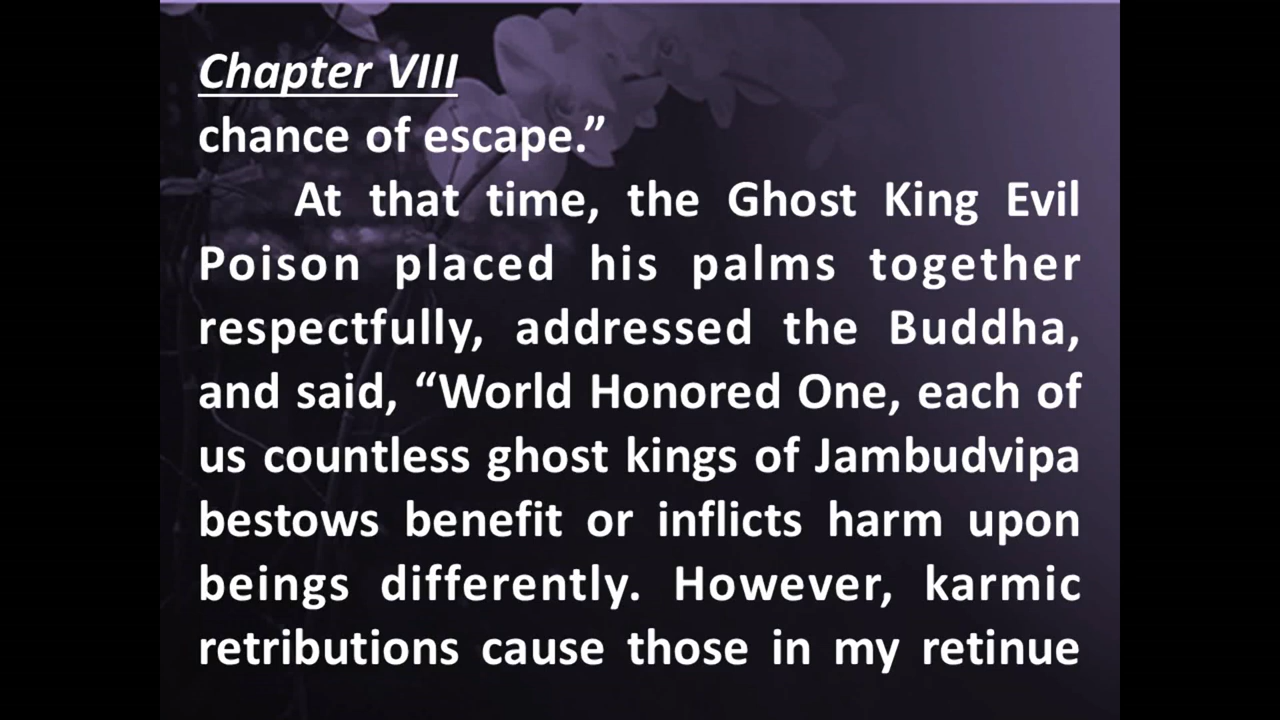 Chapter VIII
chance of escape.”
At that time, the Ghost King Evil
Poison placed his palms together
respectfully, addressed the Buddha,
and said, “World Honored One, each of
us countless ghost kings of Jambudvipa
bestows benefit or inflicts harm upon
beings differently. However, karmic
retributions cause those in my retinue